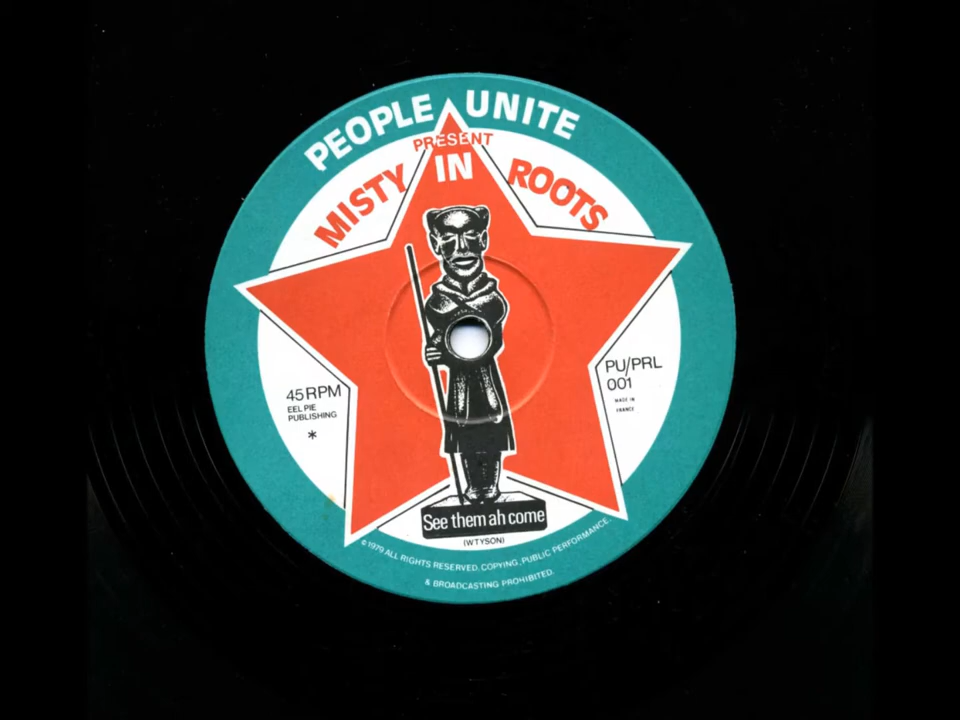 PEOPLE UNITE
PRESENT
MISTY IN ROOTS
45 RPM
EEL PIE
PUBLISHING
*
PU/PRL
001
MADE IN
FRANCE
See them ah come
(WTYSON)
©1979 ALL RIGHTS RESERVED. COPYING, PUBLIC PERFORMANCE,
& BROADCASTING PROHIBITED.